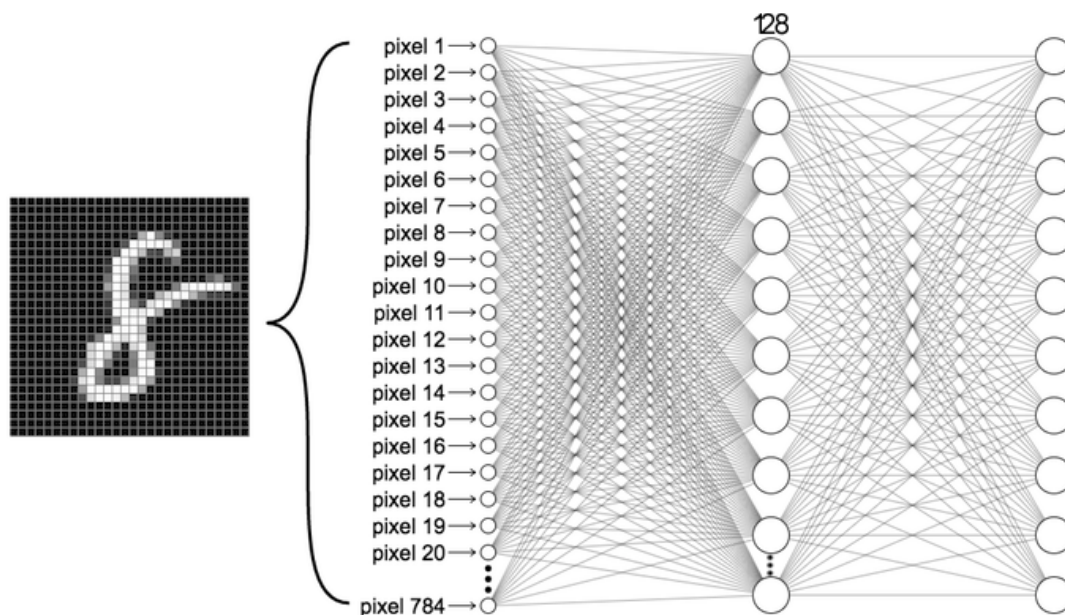 128
pixel 1
pixel 2
pixel 3
pixel 4
pixel 5
pixel 6
pixel 7
pixel 8
pixel 9
pixel 10
pixel 11
pixel 12
pixel 13
pixel 14
pixel 15
pixel 16
pixel 17
pixel 18
pixel 19
pixel 20
pixel 784